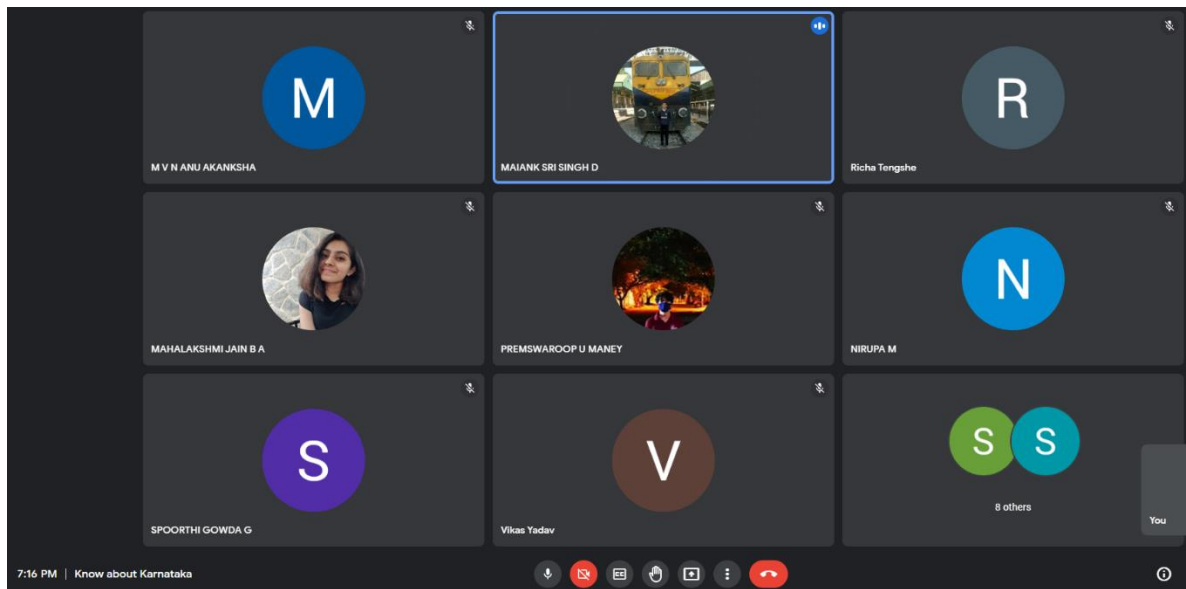 M
M V N ANU AKANKSHA
MAIANK SRI SINGH D
R
Richa Tengshe
MAHALAKSHMI JAIN B A
PREMSWAROOP U MANEY
N
NIRUPA M
S
SPOORTHI GOWDA G
V
Vikas Yadav
S S
8 others
You
7:16 PM | Know about Karnataka
CC